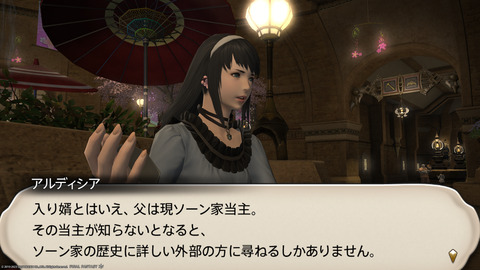 アルディシア
入り婿とはいえ、父は現ソーン家当主。
その当主が知らないとなると、
ソーン家の歴史に詳しい外部の方に尋ねるしかありません。